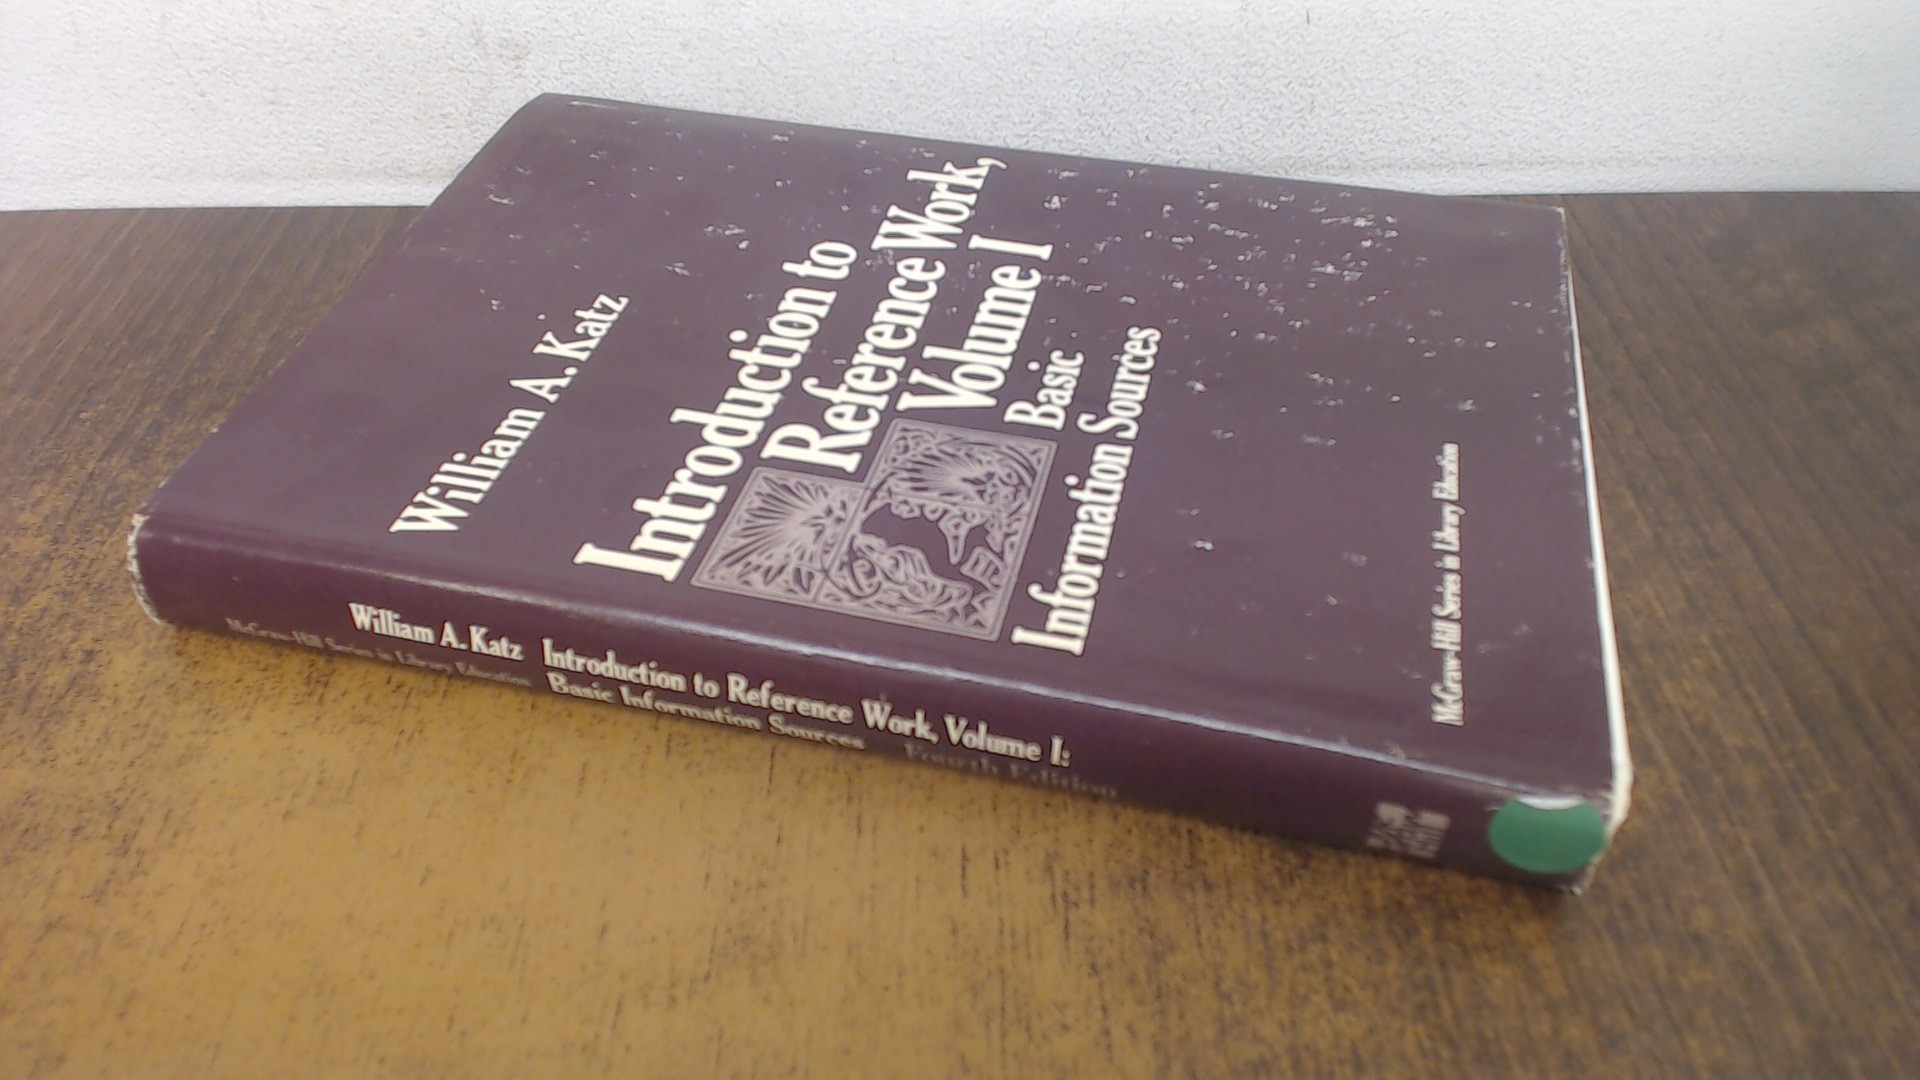 William A. Katz
Introduction to
Reference Work,
Volume I
Basic
Information Sources
McGraw-Hill Series in Library Education
William A. Katz Introduction to Reference Work, Volume I:
McGraw-Hill Series in Library Education Basic Information Sources Fourth Edition